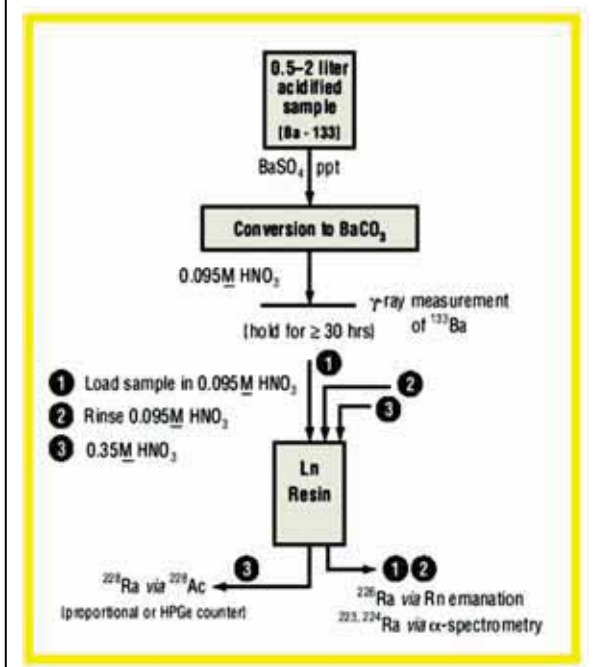 0.5–2 liter
acidified
sample
[Ba - 133]
BaSO₄ ppt
Conversion to BaCO₃
0.095M HNO₃
γ-ray measurement
of ¹³³Ba
(hold for ≥ 30 hrs)
1
1 Load sample in 0.095M HNO₃
2
2 Rinse 0.095M HNO₃
3
3 0.35M HNO₃
Ln
Resin
3
1 2
²²⁸Ra via ²²⁸Ac
(proportional or HPGe counter)
²²⁶Ra via Rn emanation
²²³, ²²⁴Ra via α-spectrometry